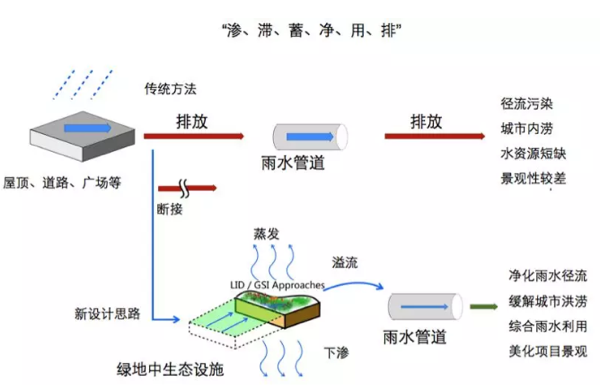 “渗、滞、蓄、净、用、排”
传统方法
排放
排放
雨水管道
屋顶、道路、广场等
径流污染
城市内涝
水资源短缺
景观性较差
断接
蒸发
溢流
LID / GSI Approaches
新设计思路
雨水管道
下渗
绿地中生态设施
净化雨水径流
缓解城市洪涝
综合雨水利用
美化项目景观